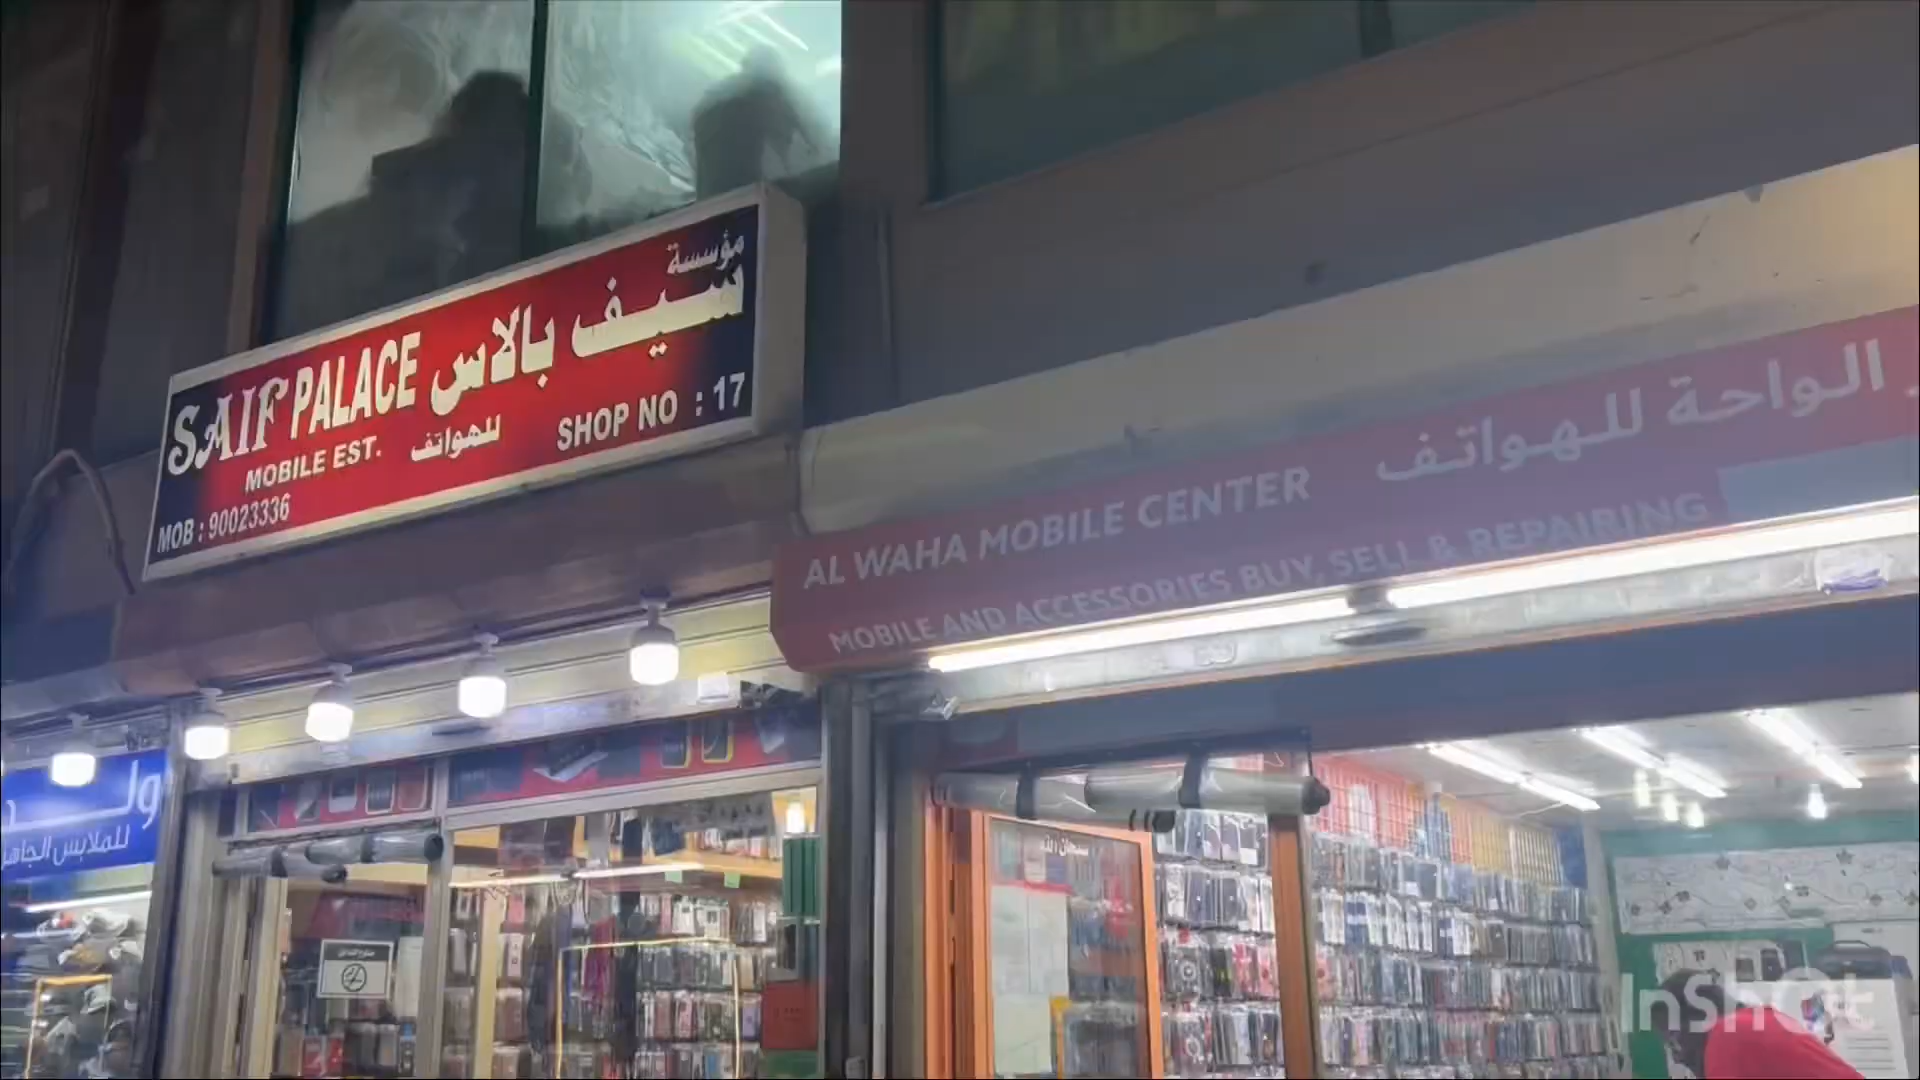 مؤسسة
SAIF PALACE سيف بالاس
MOBILE EST. للهواتف SHOP NO : 17
MOB : 90023336
الواحة للهواتف
AL WAHA MOBILE CENTER
MOBILE AND ACCESSORIES BUY, SELL & REPAIRING
للملابس الجاهز
InShOt